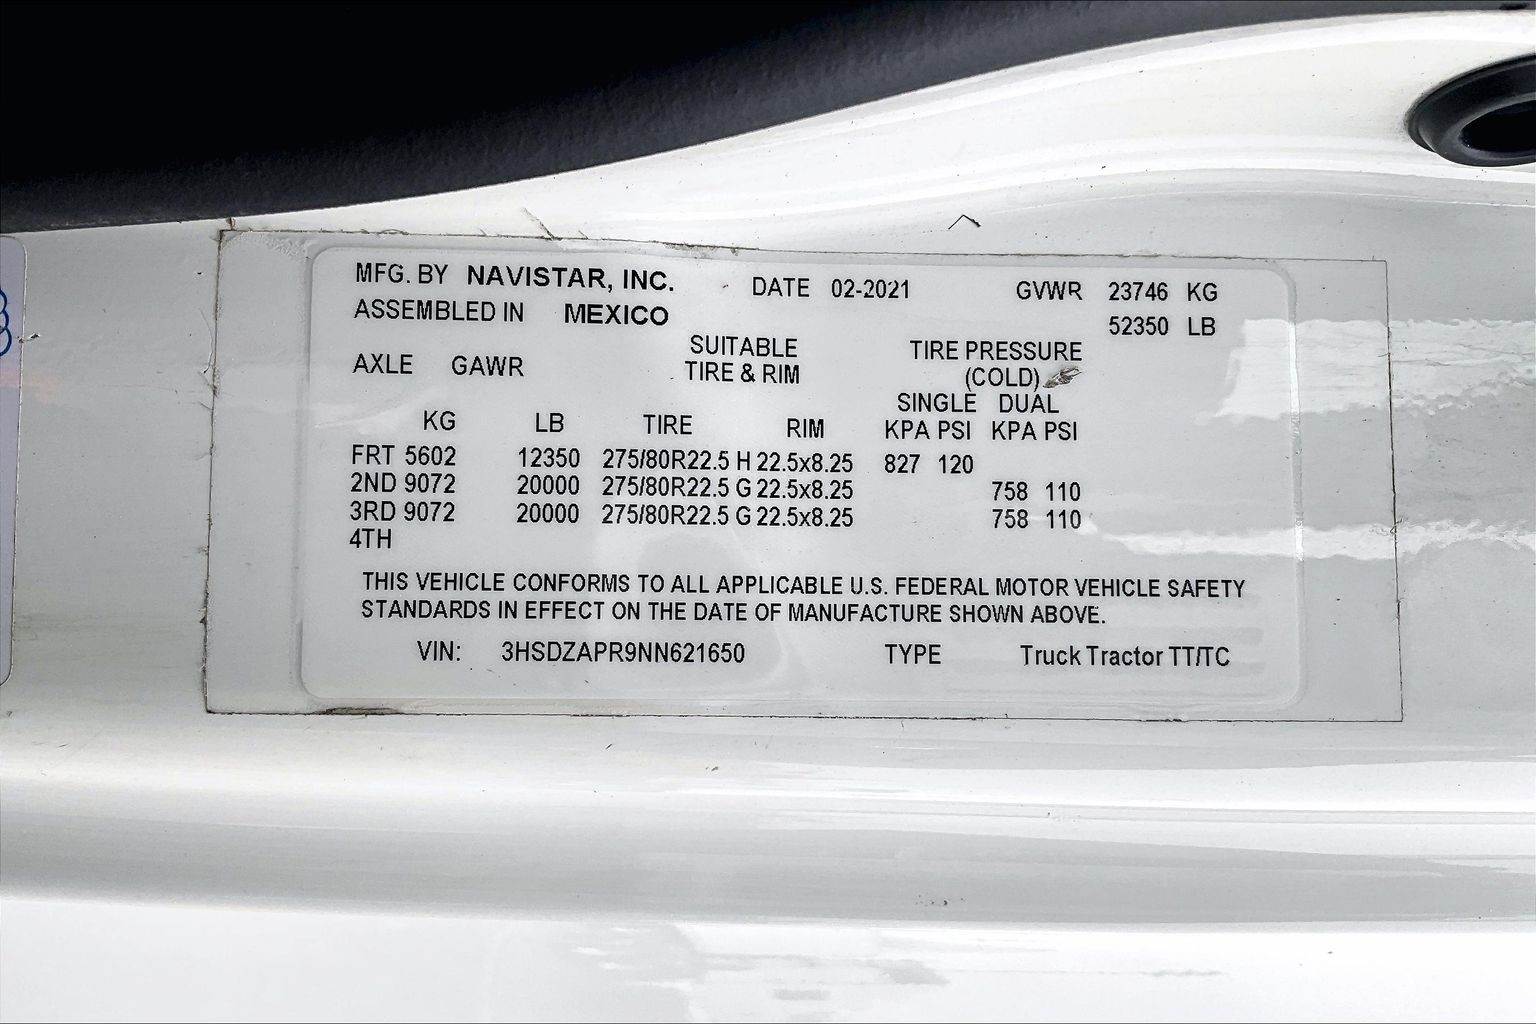 MFG. BY NAVISTAR, INC. DATE 02-2021 GVWR 23746 KG
ASSEMBLED IN MEXICO 52350 LB
SUITABLE TIRE PRESSURE
AXLE GAWR TIRE & RIM (COLD)
SINGLE DUAL
KG LB TIRE RIM KPA PSI KPA PSI
FRT 5602 12350 275/80R22.5 H 22.5x8.25 827 120
2ND 9072 20000 275/80R22.5 G 22.5x8.25 758 110
3RD 9072 20000 275/80R22.5 G 22.5x8.25 758 110
4TH
THIS VEHICLE CONFORMS TO ALL APPLICABLE U.S. FEDERAL MOTOR VEHICLE SAFETY
STANDARDS IN EFFECT ON THE DATE OF MANUFACTURE SHOWN ABOVE.
VIN: 3HSDZAPR9NN621650 TYPE Truck Tractor TT/TC